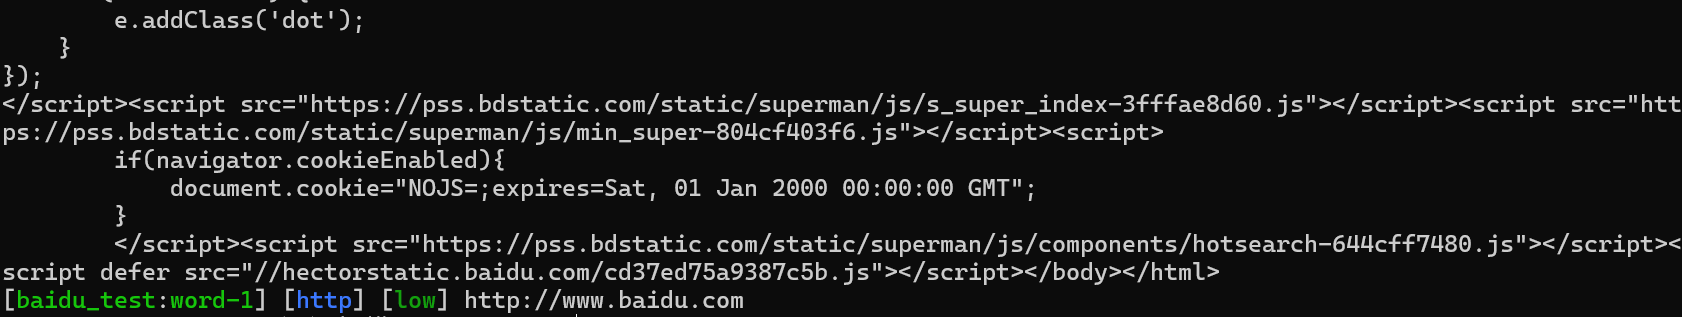 e.addClass('dot');
}
});
</script><script src="https://pss.bdstatic.com/static/superman/js/s_super_index-3fffae8d60.js"></script><script src="htt
ps://pss.bdstatic.com/static/superman/js/min_super-804cf403f6.js"></script><script>
if(navigator.cookieEnabled){
document.cookie="NOJS=;expires=Sat, 01 Jan 2000 00:00:00 GMT";
}
</script><script src="https://pss.bdstatic.com/static/superman/js/components/hotsearch-644cff7480.js"></script><
script defer src="//hectorstatic.baidu.com/cd37ed75a9387c5b.js"></script></body></html>
[baidu_test:word-1] [http] [low] http://www.baidu.com